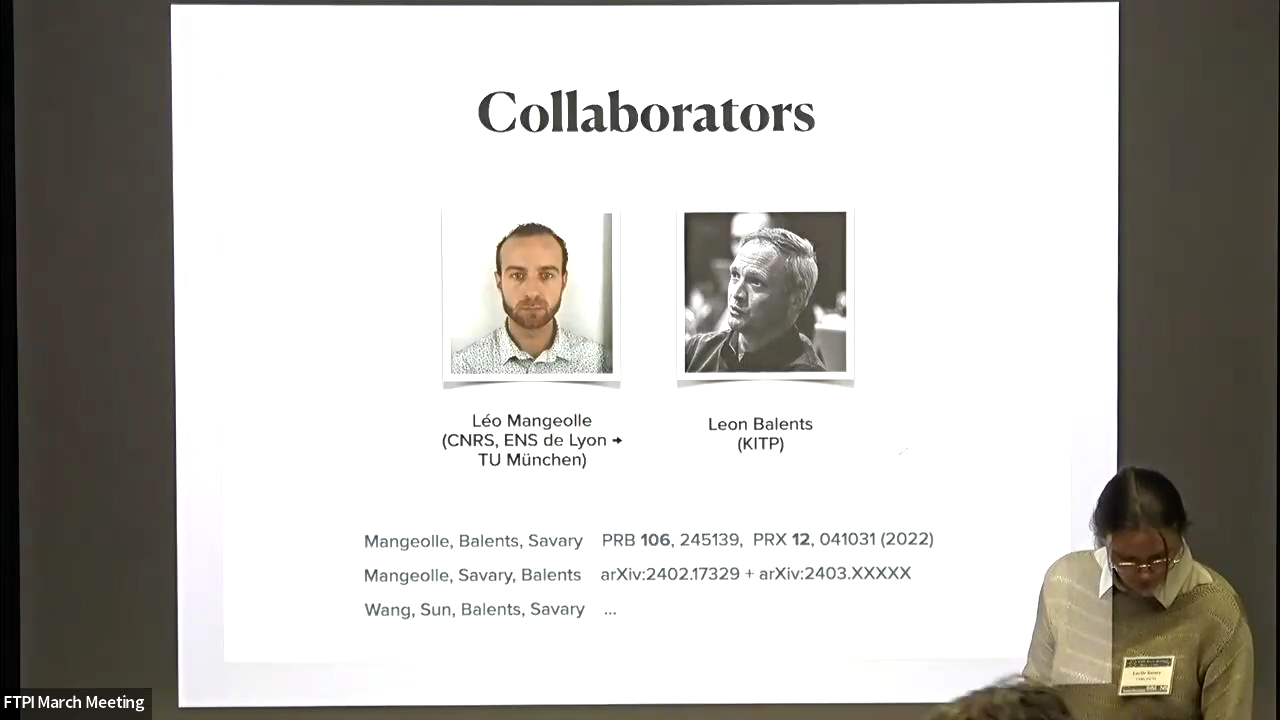 Collaborators
Léo Mangeolle
(CNRS, ENS de Lyon →
TU München)
Leon Balents
(KITP)
Mangeolle, Balents, Savary PRB 106, 245139, PRX 12, 041031 (2022)
Mangeolle, Savary, Balents arXiv:2402.17329 + arXiv:2403.XXXXX
Wang, Sun, Balents, Savary ...
Lucile Savary
FTPI March Meeting